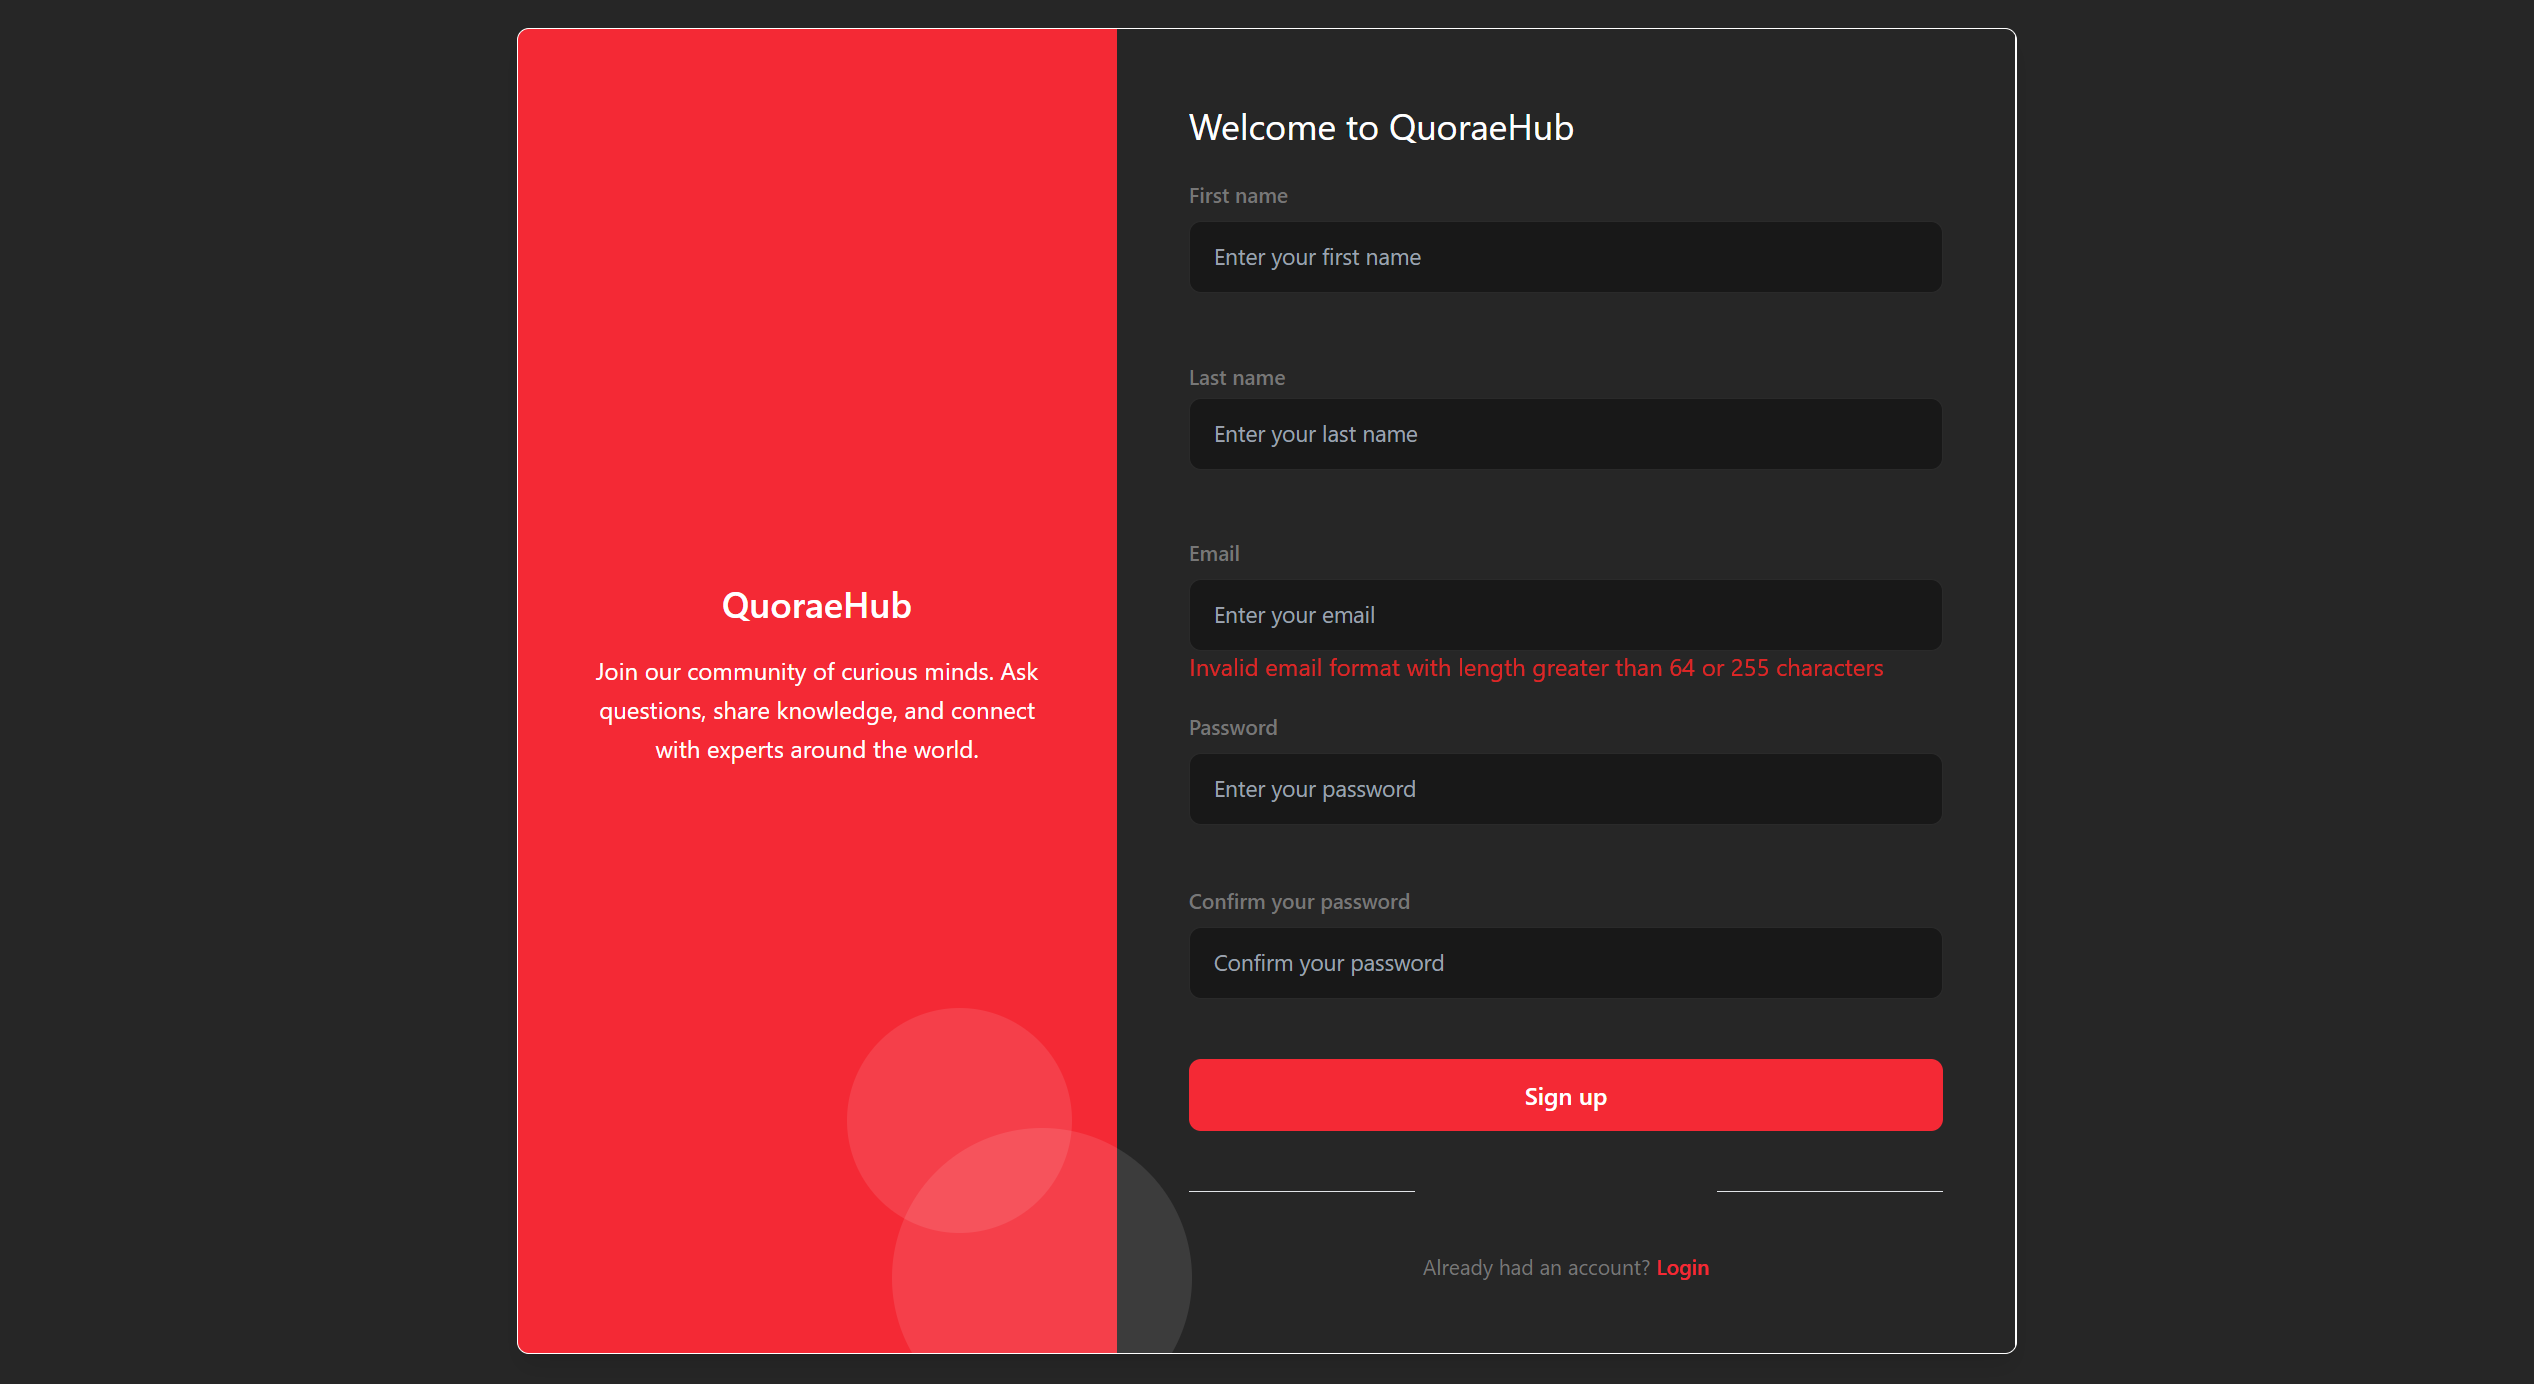 QuoraeHub
Join our community of curious minds. Ask
questions, share knowledge, and connect
with experts around the world.
Welcome to QuoraeHub
First name
Enter your first name
Last name
Enter your last name
Email
Enter your email
Invalid email format with length greater than 64 or 255 characters
Password
Enter your password
Confirm your password
Confirm your password
Sign up
Already had an account? Login